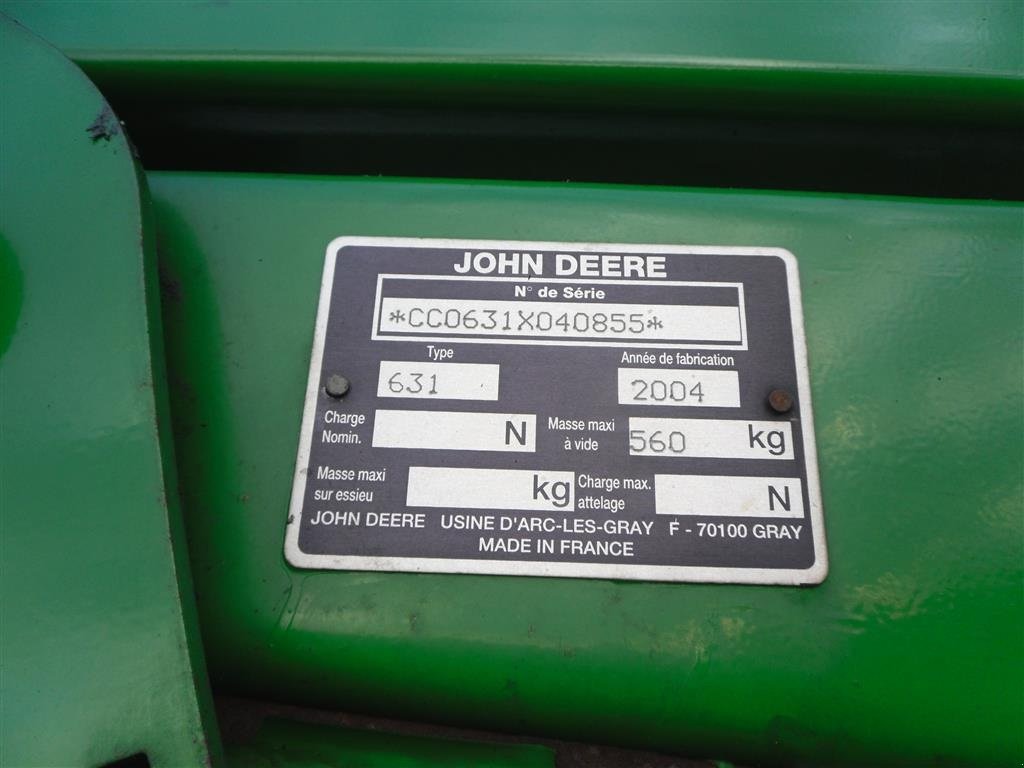 JOHN DEERE
N° de Série
*CC0631X040855*
Type
Année de fabrication
631
2004
Charge
Nomin.
N
Masse maxi
à vide
560 kg
Masse maxi
sur essieu
kg
Charge max.
attelage
N
JOHN DEERE USINE D'ARC-LES-GRAY F - 70100 GRAY
MADE IN FRANCE